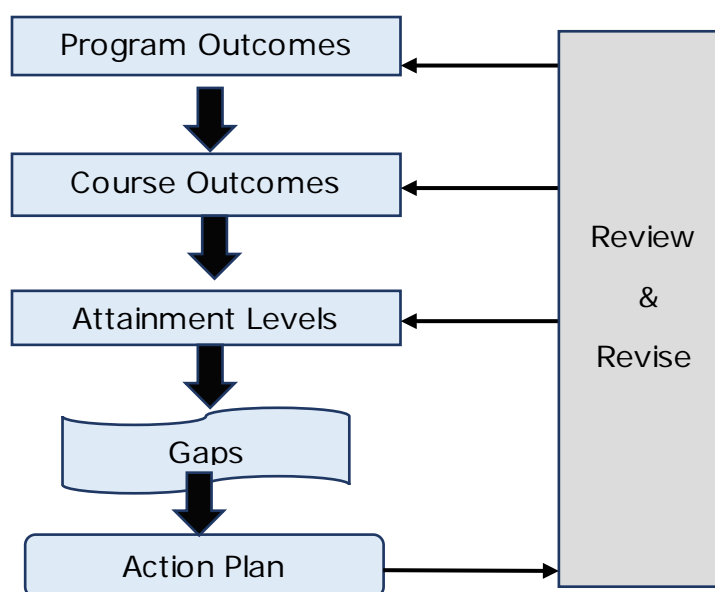 Program Outcomes
Course Outcomes
Attainment Levels
Gaps
Action Plan
Review
&
Revise